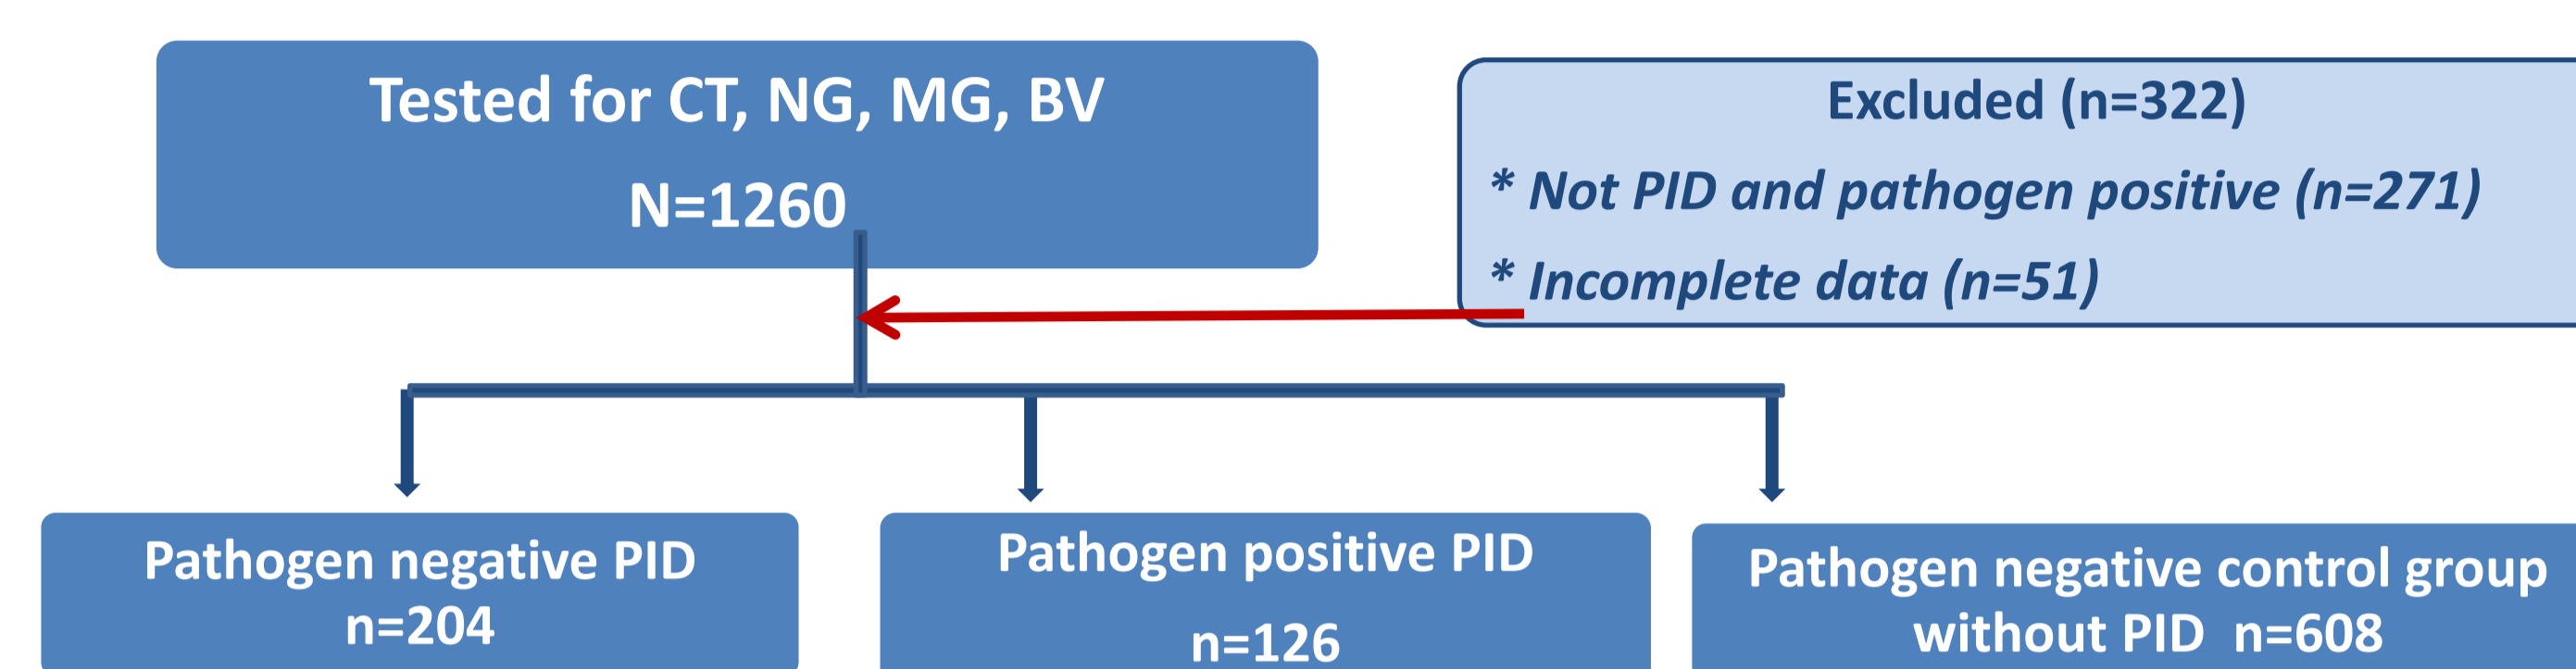 Tested for CT, NG, MG, BV
N=1260
Excluded (n=322)
* Not PID and pathogen positive (n=271)
* Incomplete data (n=51)
Pathogen negative PID
n=204
Pathogen positive PID
n=126
Pathogen negative control group
without PID n=608